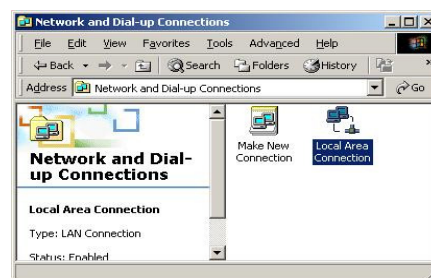 Network and Dial-up Connections
File Edit View Favorites Tools Advanced Help
Back Search Folders History
Address Network and Dial-up Connections Go
Network and Dial-
up Connections
Local Area Connection
Type: LAN Connection
Status: Enabled
Make New
Connection
Local Area
Connection